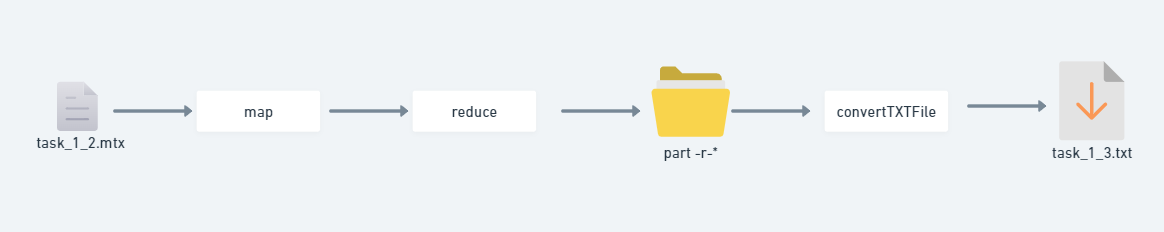 task_1_2.mtx
map
reduce
part -r-*
convertTXTFile
task_1_3.txt